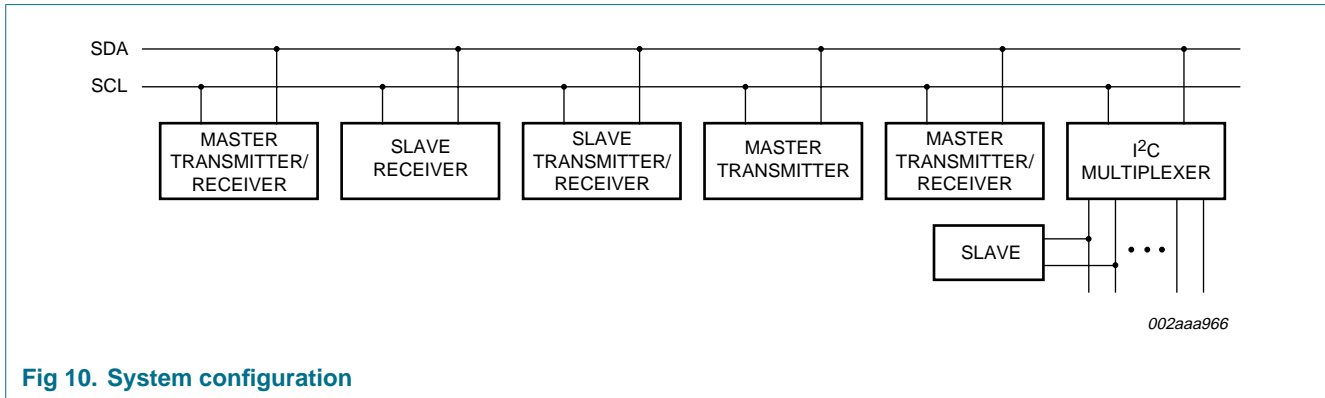 SDA
SCL
MASTER
TRANSMITTER/
RECEIVER
SLAVE
RECEIVER
SLAVE
TRANSMITTER/
RECEIVER
MASTER
TRANSMITTER
MASTER
TRANSMITTER/
RECEIVER
I²C
MULTIPLEXER
SLAVE
002aaa966
Fig 10. System configuration